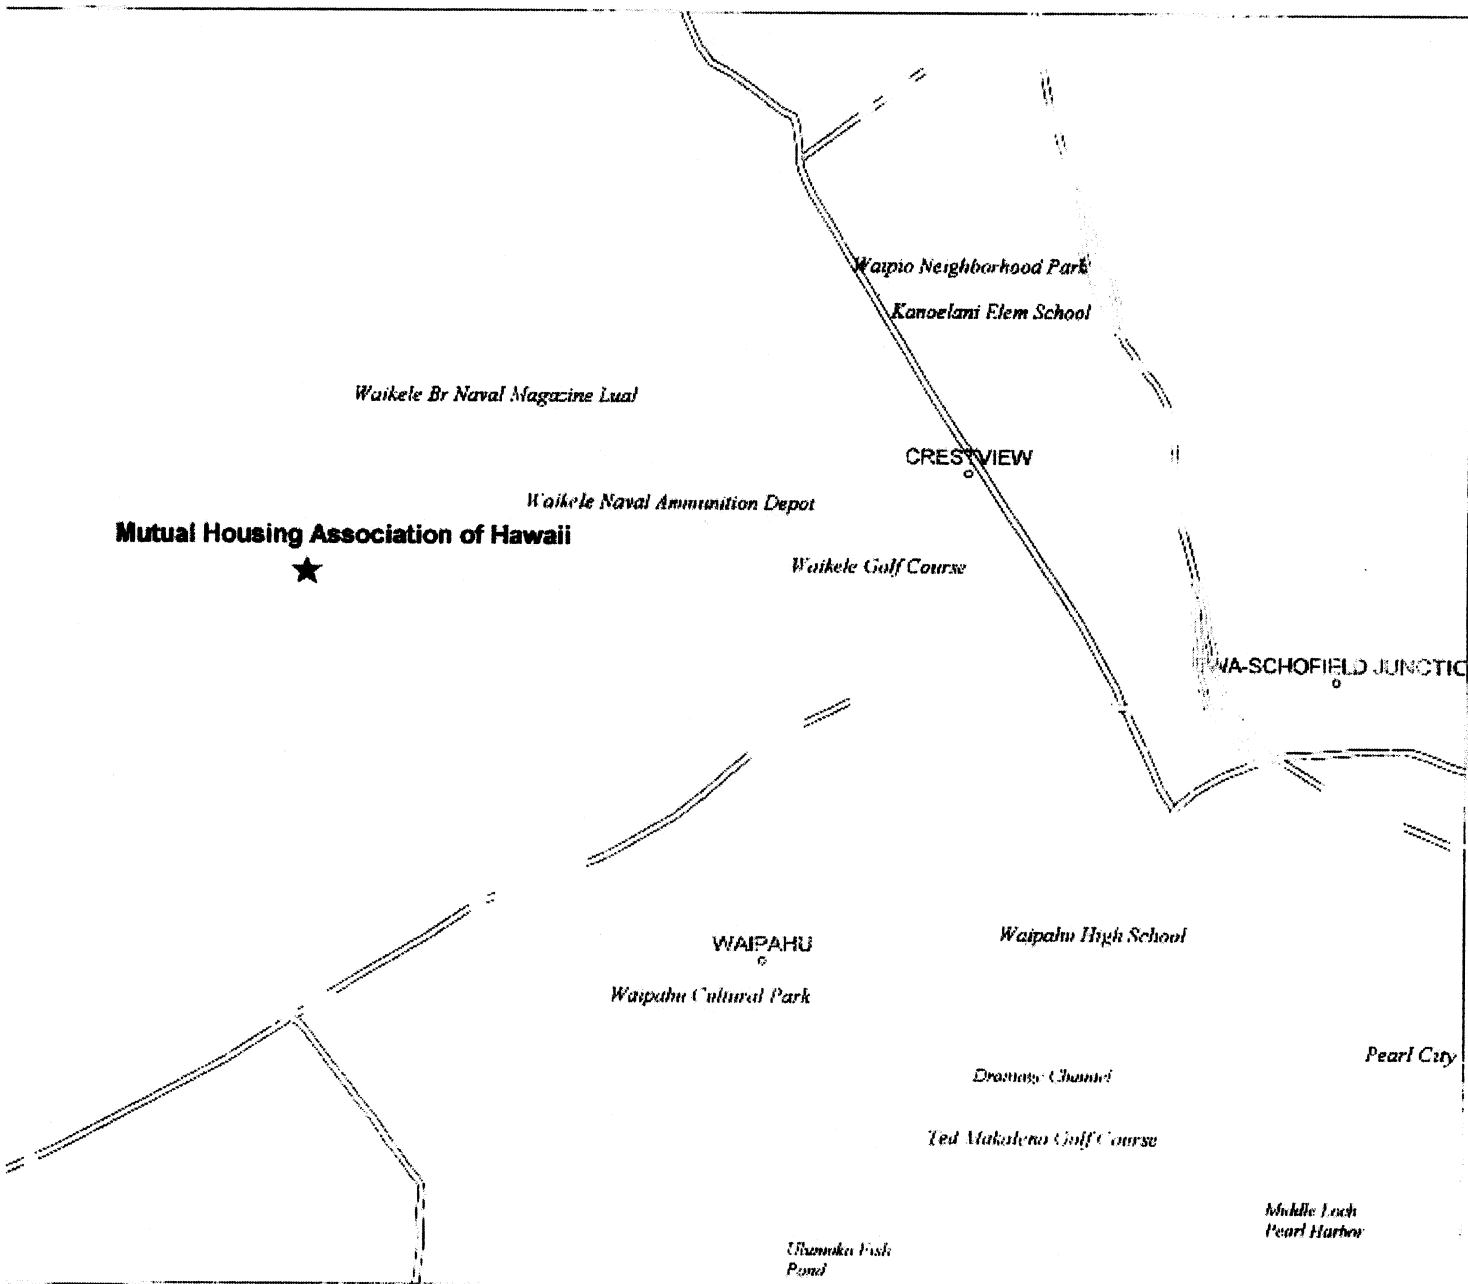 Waipio Neighborhood Park
Kanoelani Elem School
Waikele Br Naval Magazine Lual
CRESTVIEW
Waikele Naval Ammunition Depot
Mutual Housing Association of Hawaii
Waikele Golf Course
WA-SCHOFIELD JUNCTIO
WAIPAHU
Waipahu High School
Waipahu Cultural Park
Pearl City
Drainage Channel
Ted Makalena Golf Course
Middle Loch
Pearl Harbor
Fish
Pond